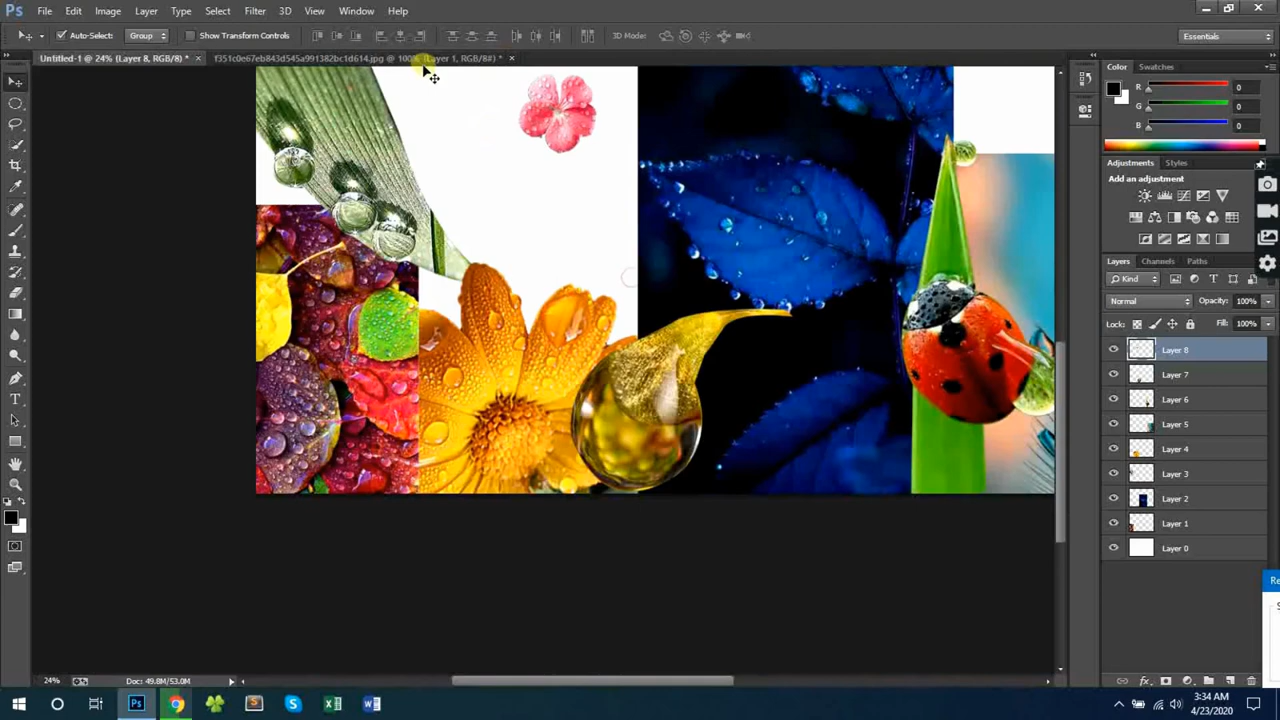 Ps File Edit Image Layer Type Select Filter 3D View Window Help
Auto-Select: Group Show Transform Controls 3D Mode: Essentials
Untitled-1 @ 24% (Layer 8, RGB/8) * × f351c0e67eb843d545a991382bc1d614.jpg @ 100% (Layer 1, RGB/8#) * ×
Color Swatches
R 0
G 0
B 0
Adjustments Styles
Add an adjustment
Layers Channels Paths
Kind
Normal Opacity: 100%
Lock: Fill: 100%
Layer 8
Layer 7
Layer 6
Layer 5
Layer 4
Layer 3
Layer 2
Layer 1
Layer 0
24% Doc: 49.8M/53.0M
3:34 AM
4/23/2020